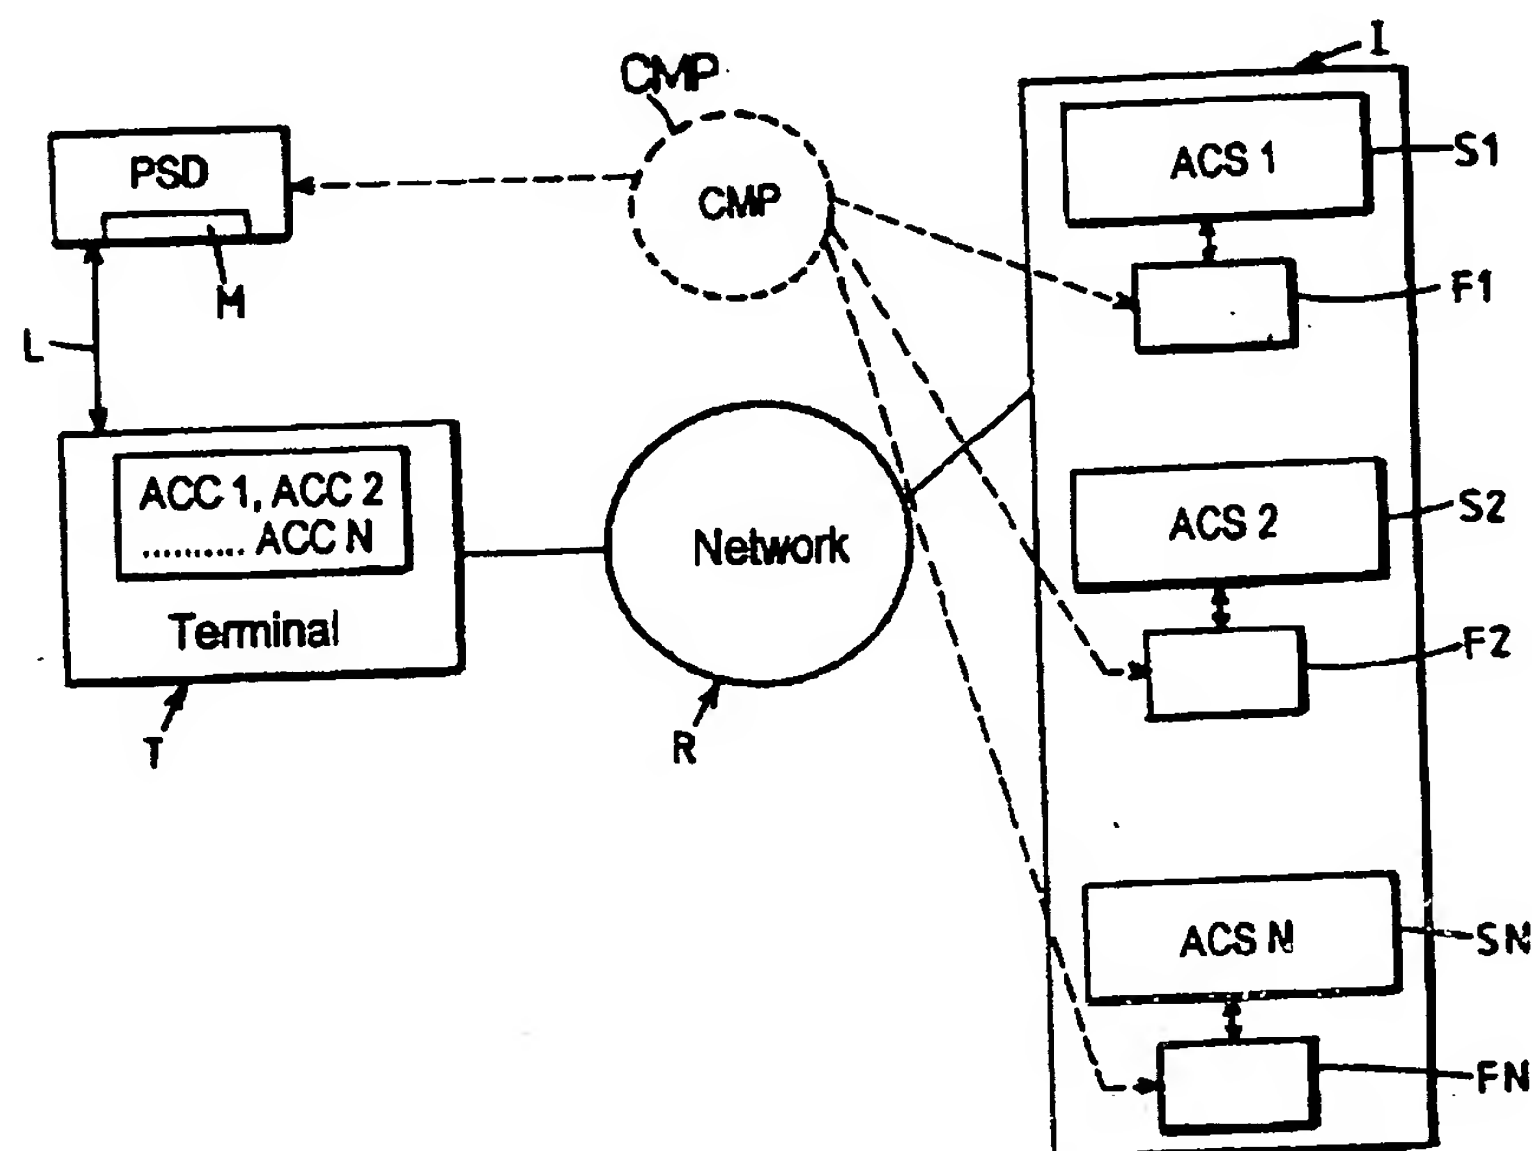 I
CMP
PSD
ACS 1
S1
CMP
M
F1
L
ACC 1, ACC 2
.......... ACC N
ACS 2
S2
Network
Terminal
F2
T
R
ACS N
SN
FN